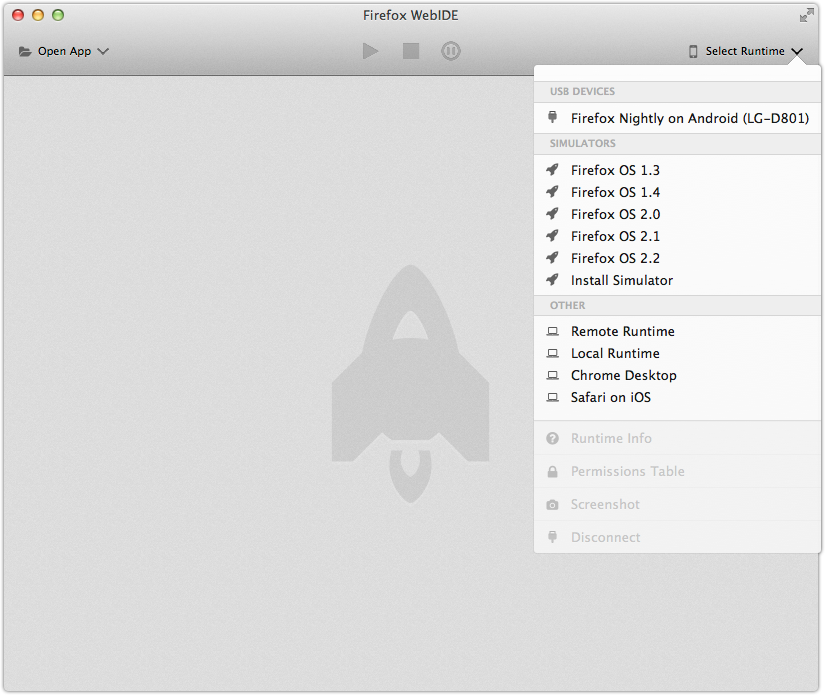 Firefox WebIDE
Open App
Select Runtime
USB DEVICES
Firefox Nightly on Android (LG-D801)
SIMULATORS
Firefox OS 1.3
Firefox OS 1.4
Firefox OS 2.0
Firefox OS 2.1
Firefox OS 2.2
Install Simulator
OTHER
Remote Runtime
Local Runtime
Chrome Desktop
Safari on iOS
Runtime Info
Permissions Table
Screenshot
Disconnect